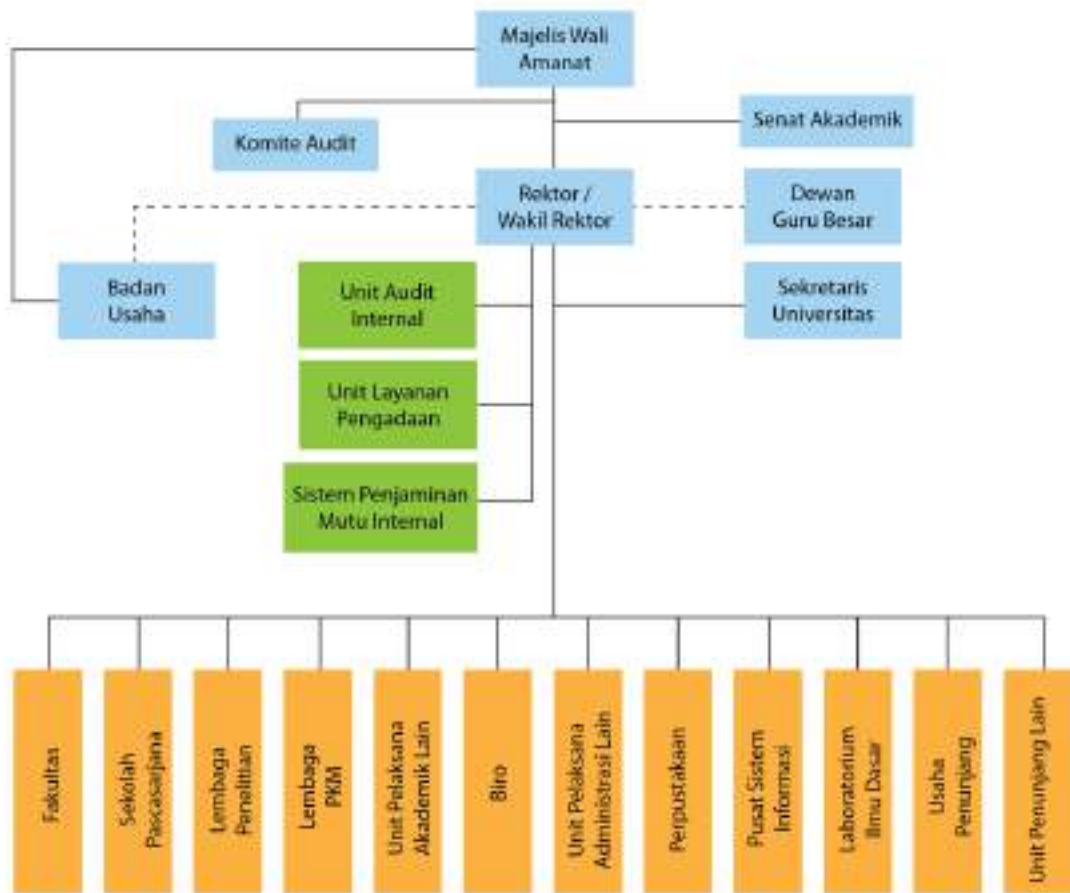 Majelis Wali
Amanat
Komite Audit
Senat Akademik
Rektor /
Wakil Rektor
Dewan
Guru Besar
Badan
Usaha
Unit Audit
Internal
Sekretaris
Universitas
Unit Layanan
Pengadaan
Sistem Penjaminan
Mutu Internal
Fakultas
Sekolah
Pascasarjana
Lembaga
Penelitian
Lembaga
PKM
Unit Pelaksana
Akademik Lain
Biro
Unit Pelaksana
Administrasi Lain
Perpustakaan
Pusat Sistem
Informasi
Laboratorium
Ilmu Dasar
Usaha
Penunjang
Unit Penunjang Lain